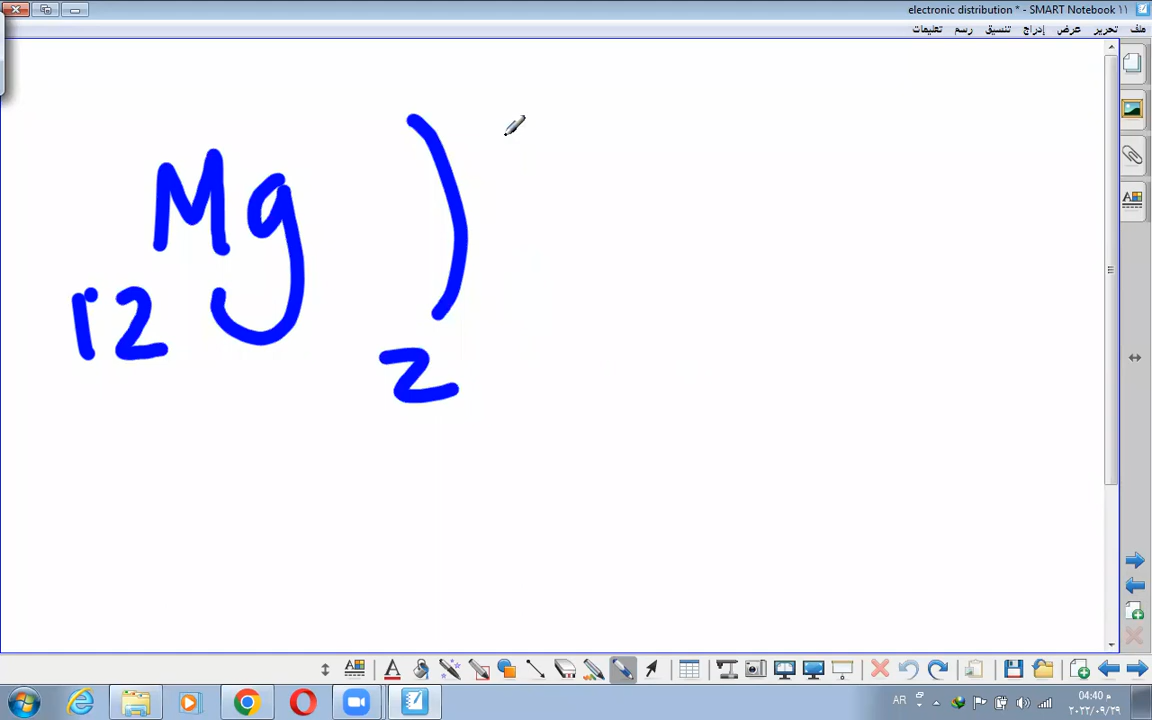 electronic distribution * - SMART Notebook ١١
ملف تحرير عرض إدراج تنسيق رسم تعليمات
Mg )
12 2
AR
04:40 م
٢٠٢٢/٠٩/٢٩